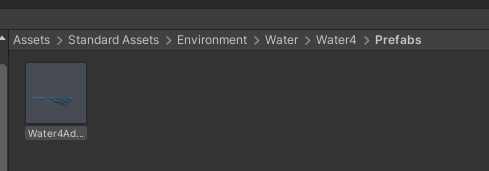 Assets > Standard Assets > Environment > Water > Water4 > Prefabs
Water4Ad...